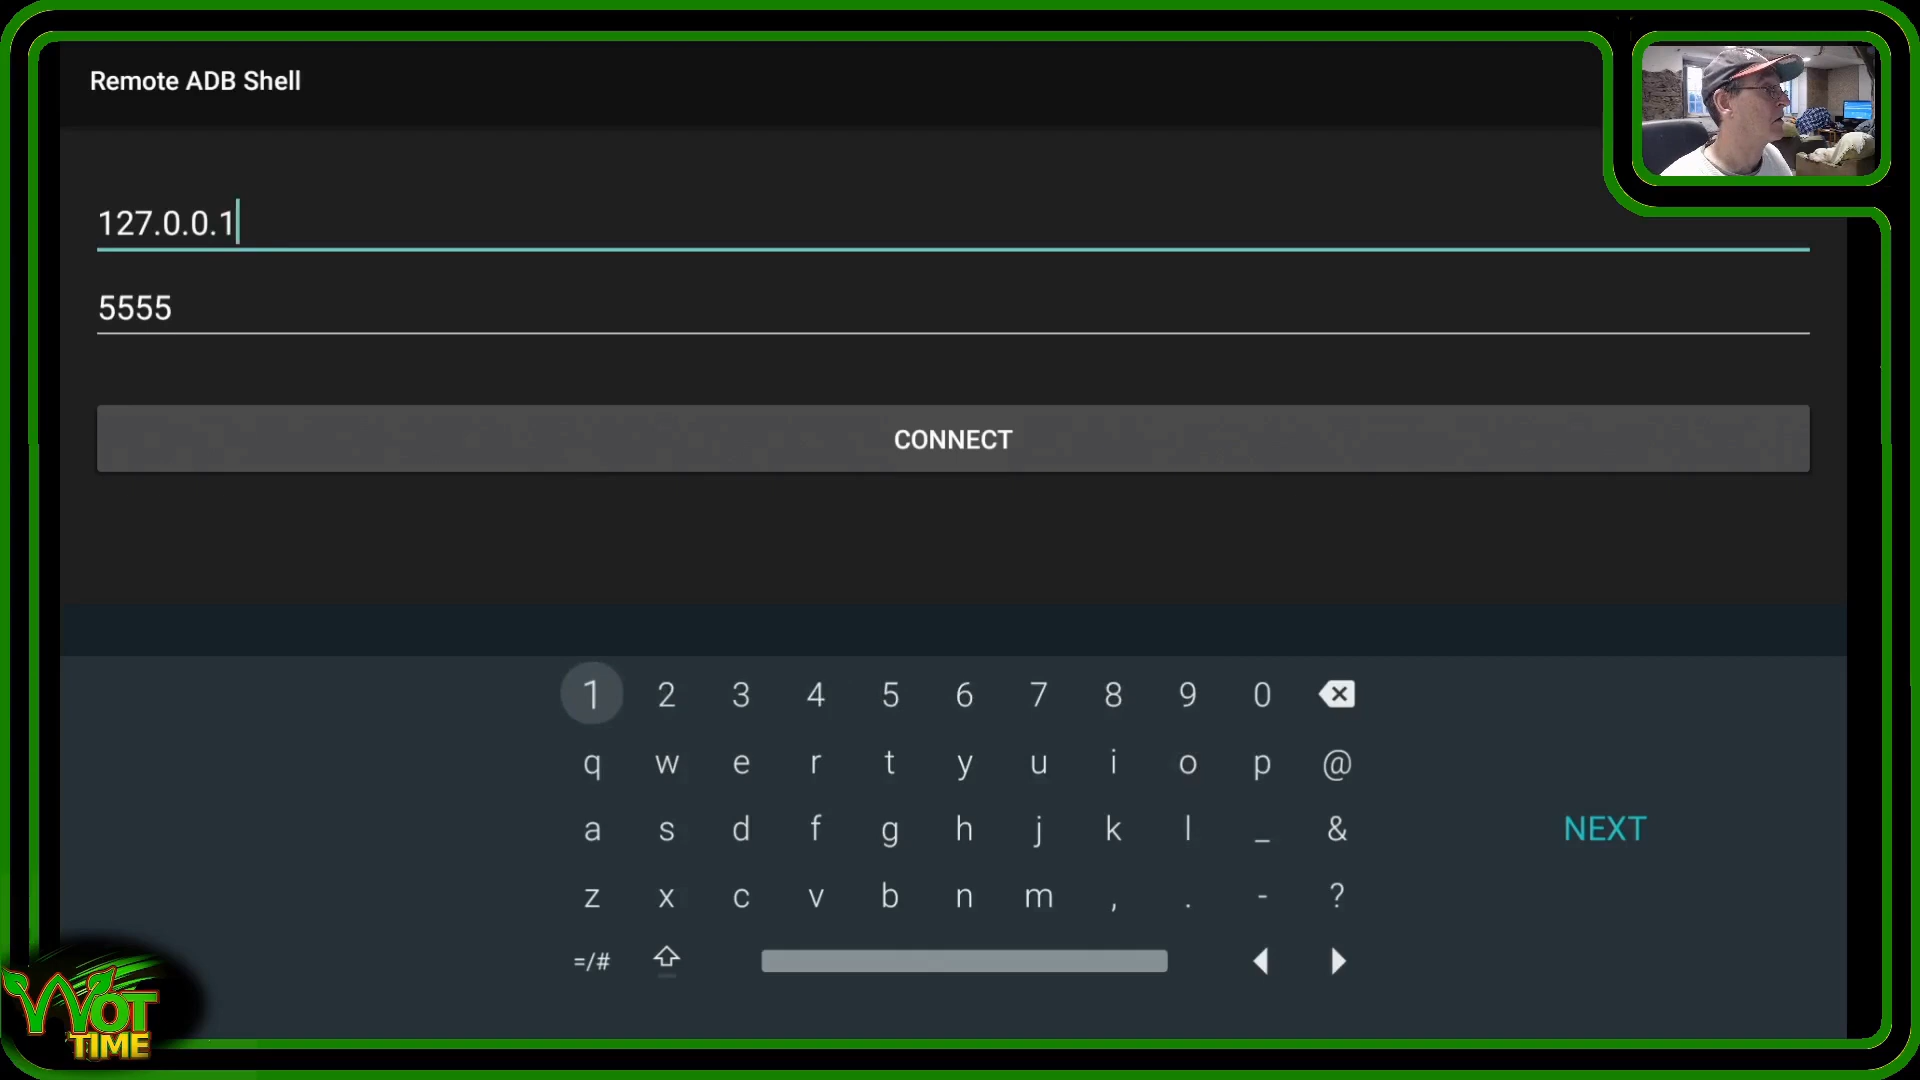 Remote ADB Shell
127.0.0.1
5555
CONNECT
1 2 3 4 5 6 7 8 9 0
q w e r t y u i o p @
a s d f g h j k l _ &
NEXT
z x c v b n m , . - ?
=/#
WOT
TIME